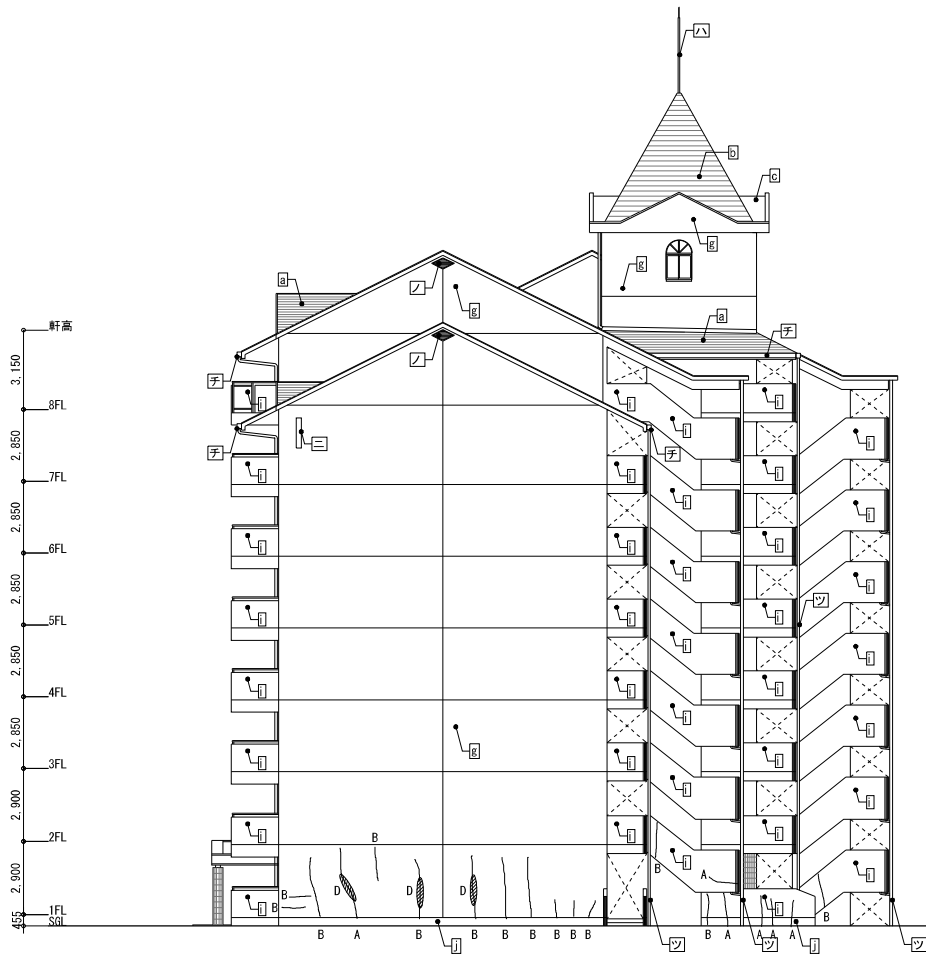 ハ
b
c
g
a
ノ
g
g
a
軒高
チ
チ
3,150
ノ
i
i
i
8FL
i
チ
ニ
チ
i
2,850
i
i
i
7FL
i
2,850
i
i
i
6FL
i
2,850
i
i
i
5FL
ツ
i
2,850
i
i
i
4FL
i
2,850
g
i
i
i
3FL
i
2,900
i
i
i
2FL
B
i
B
i
2,900
D
D
D
A
B
B
i
i
B
1FL
455
SGL
B
A
B
B
B
B
B
B
B
j
ツ
B
A
ツ
A
A
A
j
ツ